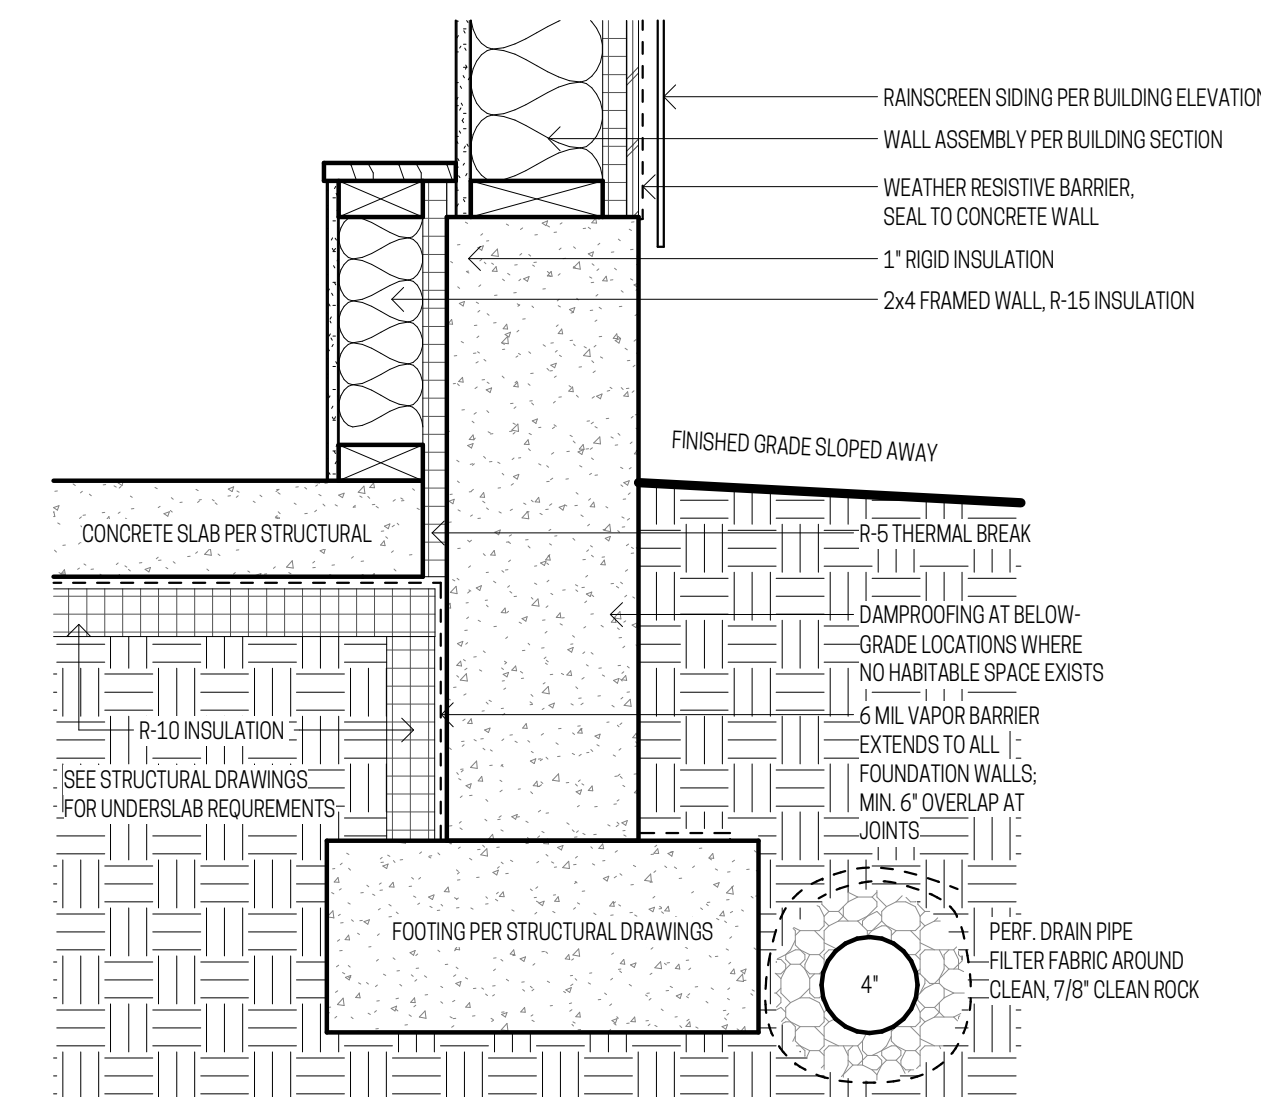 RAINSCREEN SIDING PER BUILDING ELEVATION
WALL ASSEMBLY PER BUILDING SECTION
WEATHER RESISTIVE BARRIER,
SEAL TO CONCRETE WALL
1" RIGID INSULATION
2x4 FRAMED WALL, R-15 INSULATION
FINISHED GRADE SLOPED AWAY
CONCRETE SLAB PER STRUCTURAL
R-5 THERMAL BREAK
DAMPROOFING AT BELOW-
GRADE LOCATIONS WHERE
NO HABITABLE SPACE EXISTS
6 MIL VAPOR BARRIER
EXTENDS TO ALL
FOUNDATION WALLS;
MIN. 6" OVERLAP AT
JOINTS
R-10 INSULATION
SEE STRUCTURAL DRAWINGS
FOR UNDERSLAB REQUREMENTS
FOOTING PER STRUCTURAL DRAWINGS
4"
PERF. DRAIN PIPE
FILTER FABRIC AROUND
CLEAN, 7/8" CLEAN ROCK